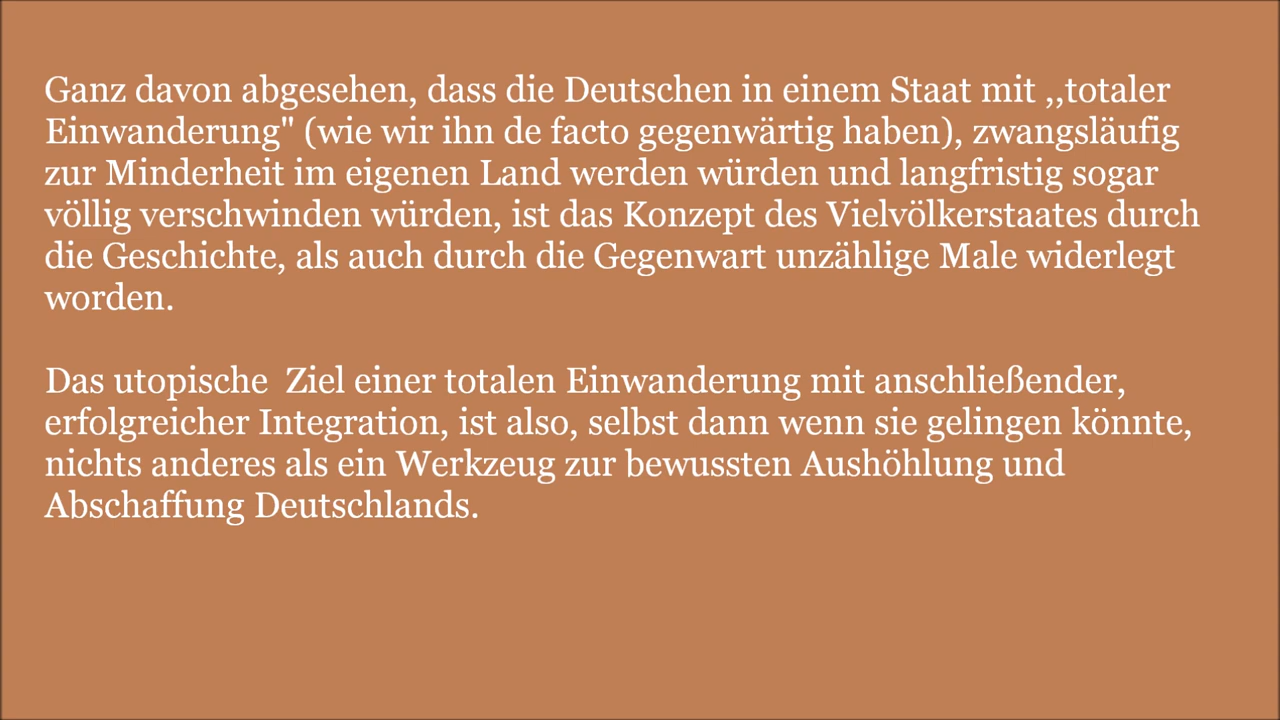 Ganz davon abgesehen, dass die Deutschen in einem Staat mit ,,totaler
Einwanderung" (wie wir ihn de facto gegenwärtig haben), zwangsläufig
zur Minderheit im eigenen Land werden würden und langfristig sogar
völlig verschwinden würden, ist das Konzept des Vielvölkerstaates durch
die Geschichte, als auch durch die Gegenwart unzählige Male widerlegt
worden.
Das utopische  Ziel einer totalen Einwanderung mit anschließender,
erfolgreicher Integration, ist also, selbst dann wenn sie gelingen könnte,
nichts anderes als ein Werkzeug zur bewussten Aushöhlung und
Abschaffung Deutschlands.